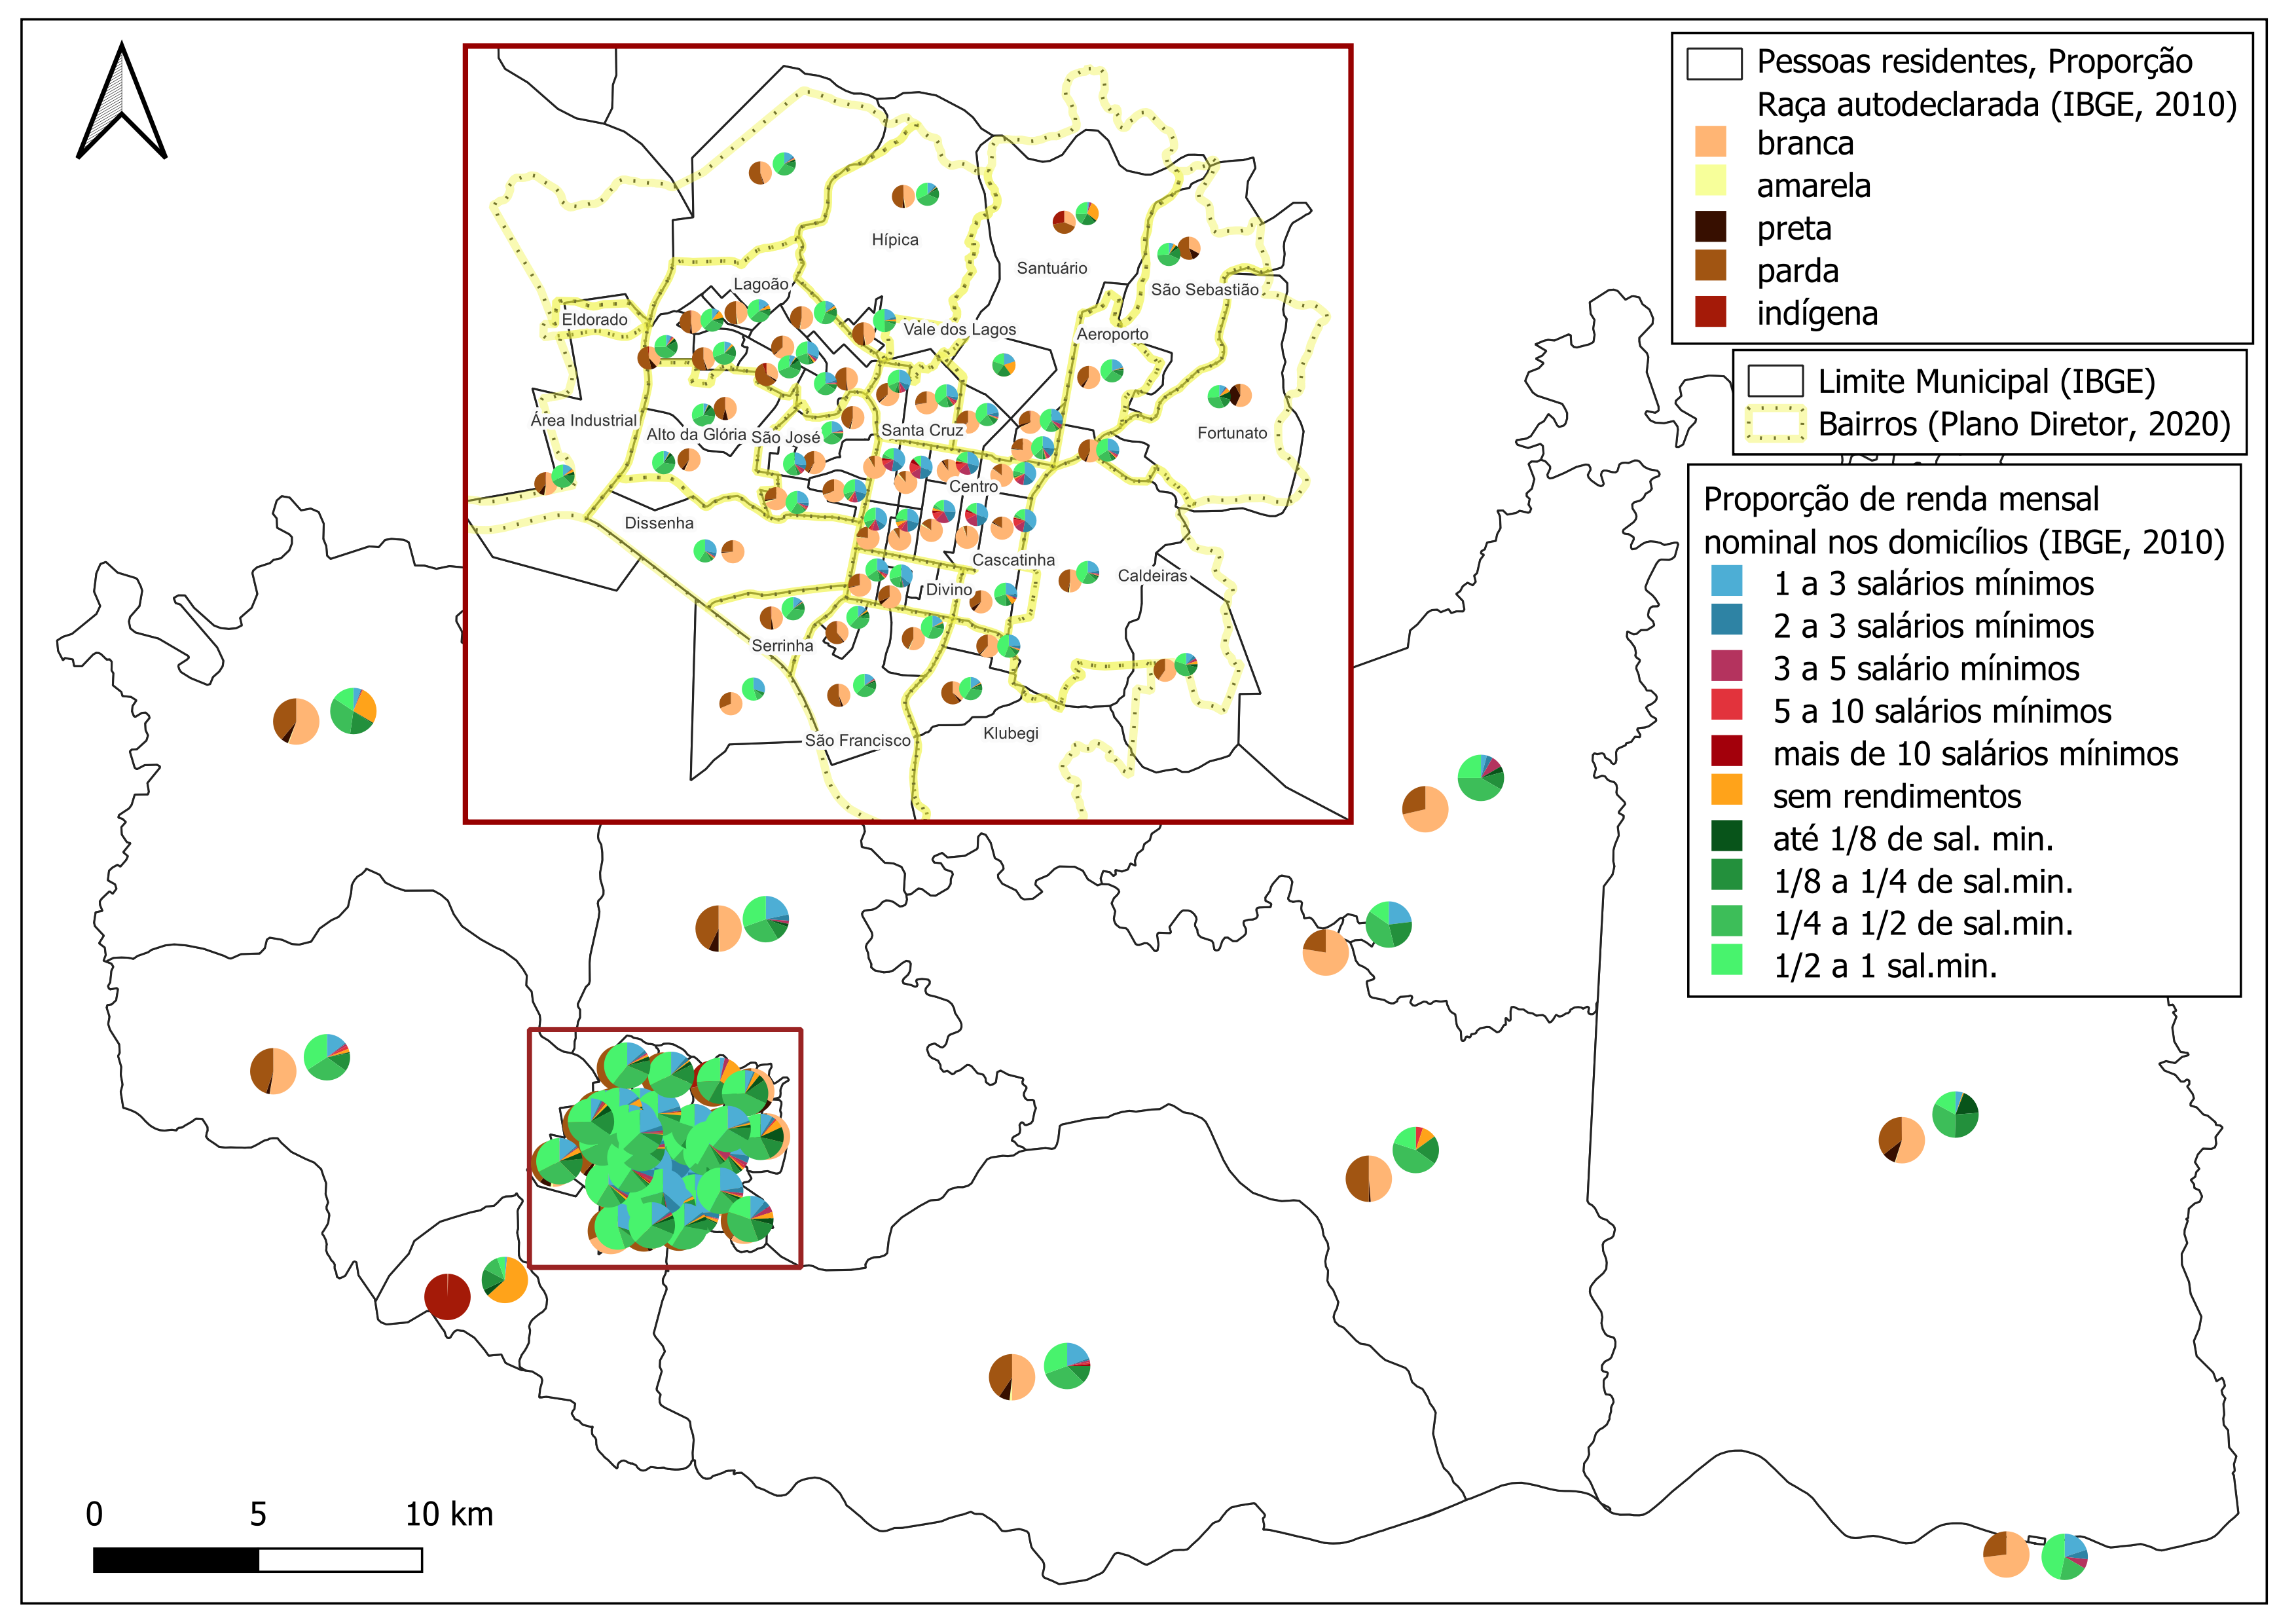 Pessoas residentes, Proporção
Raça autodeclarada (IBGE, 2010)
branca
amarela
preta
parda
indígena
Limite Municipal (IBGE)
Bairros (Plano Diretor, 2020)
Proporção de renda mensal
nominal nos domicílios (IBGE, 2010)
1 a 3 salários mínimos
2 a 3 salários mínimos
3 a 5 salário mínimos
5 a 10 salários mínimos
mais de 10 salários mínimos
sem rendimentos
até 1/8 de sal. min.
1/8 a 1/4 de sal.min.
1/4 a 1/2 de sal.min.
1/2 a 1 sal.min.
Hípica
Santuário
Lagoão
São Sebastião
Eldorado
Vale dos Lagos
Aeroporto
Área Industrial
Alto da Glória
São José
Santa Cruz
Fortunato
Centro
Dissenha
Cascatinha
Caldeiras
Divino
Serrinha
São Francisco
Klubegi
0 5 10 km